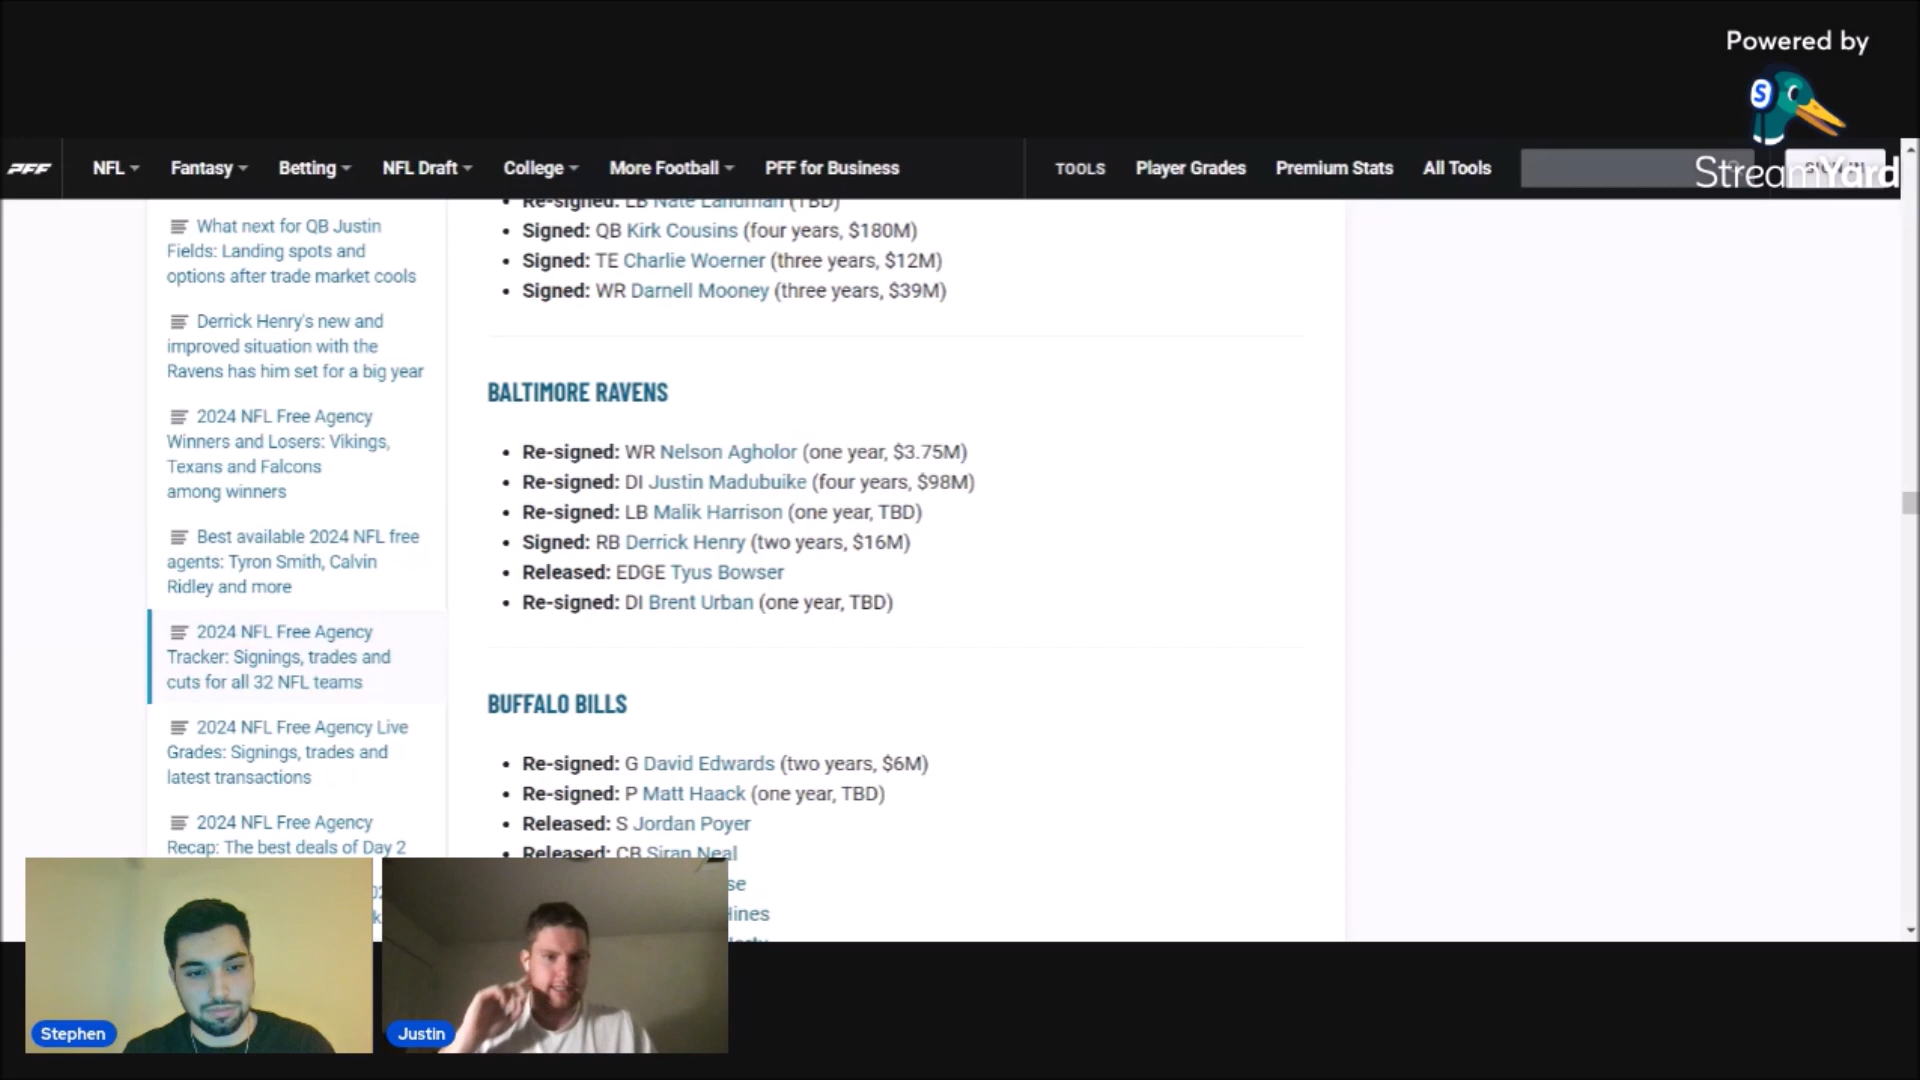 Powered by
StreamYard
PFF
NFL
Fantasy
Betting
NFL Draft
College
More Football
PFF for Business
TOOLS
Player Grades
Premium Stats
All Tools
What next for QB Justin
Fields: Landing spots and
options after trade market cools
Derrick Henry's new and
improved situation with the
Ravens has him set for a big year
2024 NFL Free Agency
Winners and Losers: Vikings,
Texans and Falcons
among winners
Best available 2024 NFL free
agents: Tyron Smith, Calvin
Ridley and more
2024 NFL Free Agency
Tracker: Signings, trades and
cuts for all 32 NFL teams
2024 NFL Free Agency Live
Grades: Signings, trades and
latest transactions
2024 NFL Free Agency
Recap: The best deals of Day 2
• Re-signed: LB Nate Landman (TBD)
• Signed: QB Kirk Cousins (four years, $180M)
• Signed: TE Charlie Woerner (three years, $12M)
• Signed: WR Darnell Mooney (three years, $39M)
BALTIMORE RAVENS
• Re-signed: WR Nelson Agholor (one year, $3.75M)
• Re-signed: DI Justin Madubuike (four years, $98M)
• Re-signed: LB Malik Harrison (one year, TBD)
• Signed: RB Derrick Henry (two years, $16M)
• Released: EDGE Tyus Bowser
• Re-signed: DI Brent Urban (one year, TBD)
BUFFALO BILLS
• Re-signed: G David Edwards (two years, $6M)
• Re-signed: P Matt Haack (one year, TBD)
• Released: S Jordan Poyer
• Released: CB Siran Neal
se
Hines
Stephen
Justin